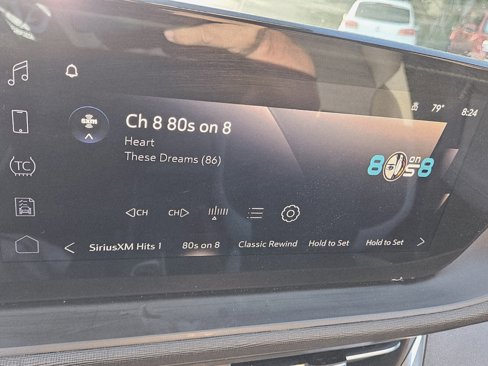 79° 8:24
SXM
Ch 8 80s on 8
Heart
These Dreams (86)
80s on 8
TC
CH CH
SiriusXM Hits 1 80s on 8 Classic Rewind Hold to Set Hold to Set